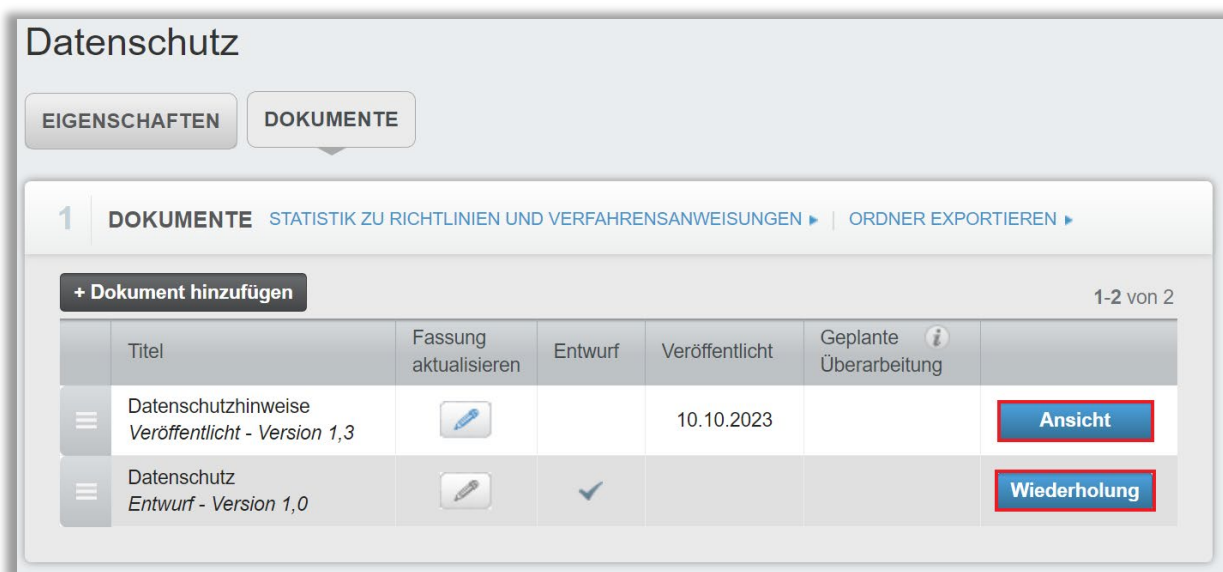 Datenschutz
EIGENSCHAFTEN DOKUMENTE
1 DOKUMENTE STATISTIK ZU RICHTLINIEN UND VERFAHRENSANWEISUNGEN ORDNER EXPORTIEREN
+ Dokument hinzufügen 1-2 von 2
Titel Fassung aktualisieren Entwurf Veröffentlicht Geplante Überarbeitung i
Datenschutzhinweise
Veröffentlicht - Version 1,3 10.10.2023 Ansicht
Datenschutz
Entwurf - Version 1,0 Wiederholung